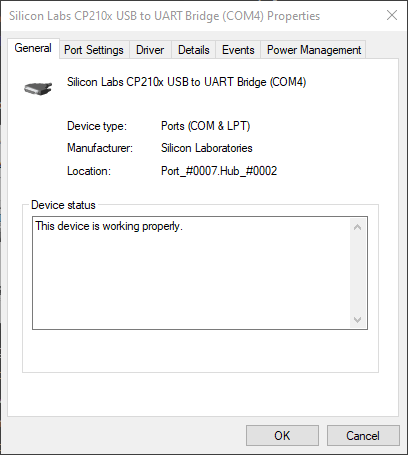 Silicon Labs CP210x USB to UART Bridge (COM4) Properties
General Port Settings Driver Details Events Power Management
Silicon Labs CP210x USB to UART Bridge (COM4)
Device type: Ports (COM & LPT)
Manufacturer: Silicon Laboratories
Location: Port_#0007.Hub_#0002
Device status
This device is working properly.
OK Cancel